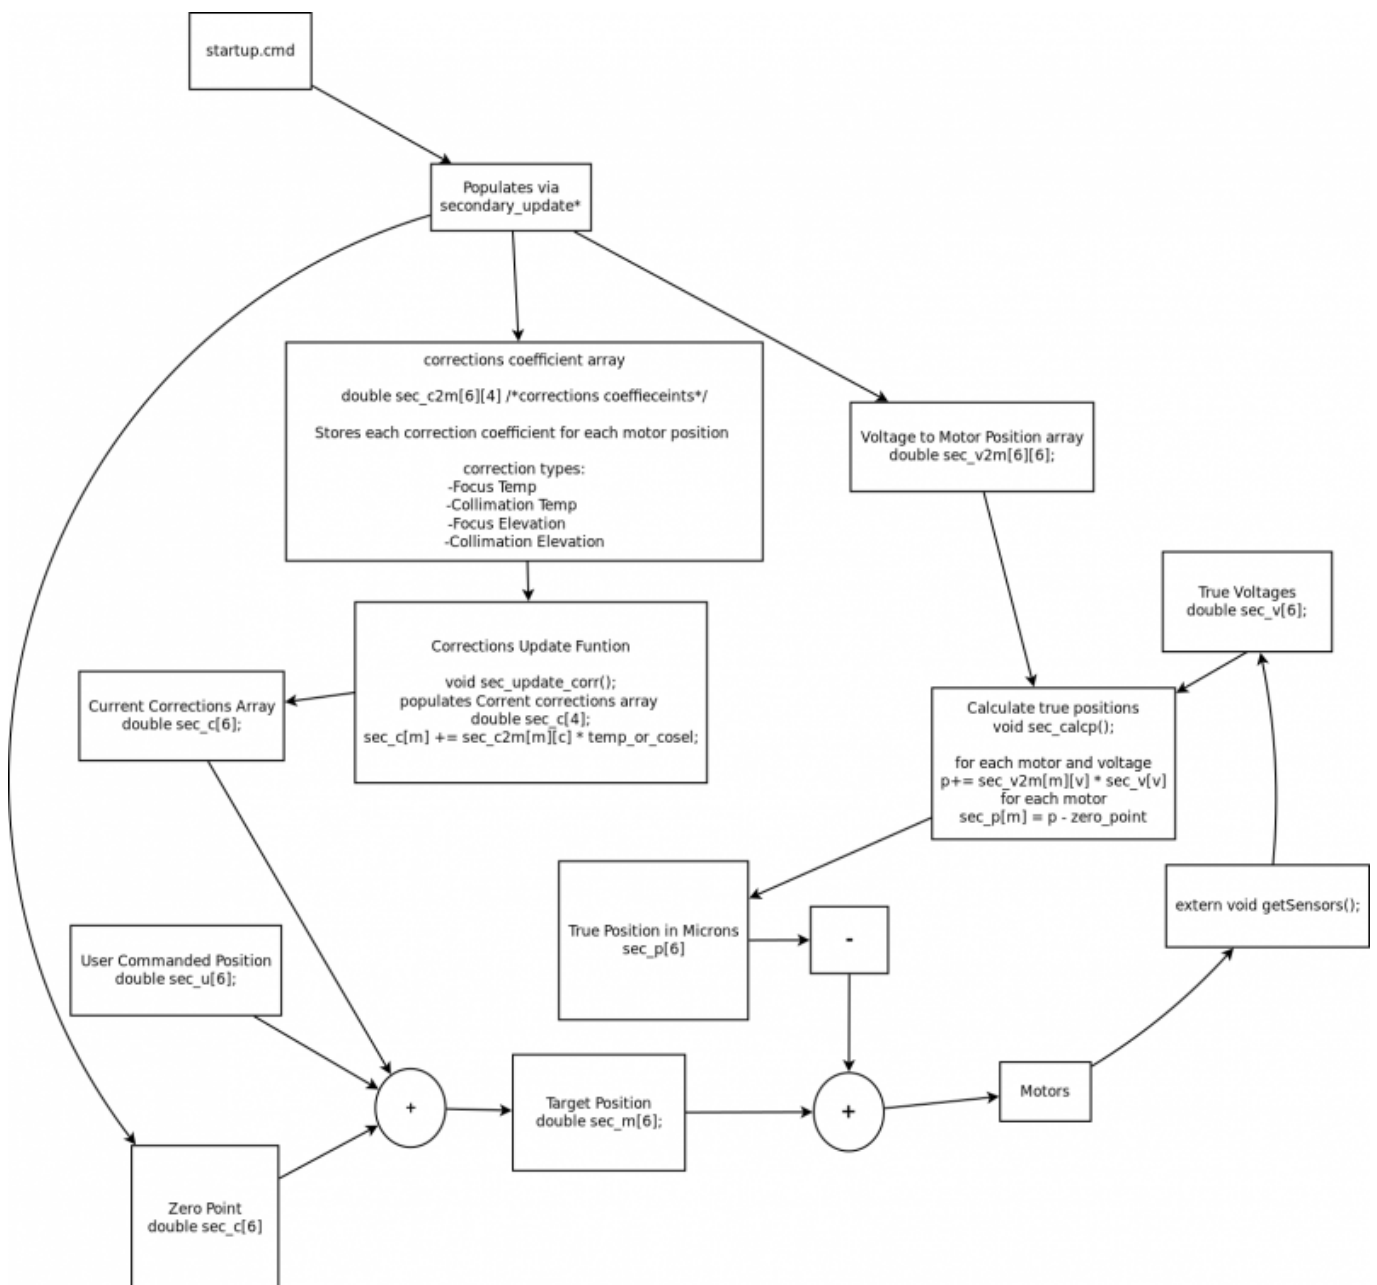 startup.cmd
Populates via
secondary_update*
corrections coefficient array
double sec_c2m[6][4] /*corrections coeffieceints*/
Stores each correction coefficient for each motor position
correction types:
-Focus Temp
-Collimation Temp
-Focus Elevation
-Collimation Elevation
Voltage to Motor Position array
double sec_v2m[6][6];
True Voltages
double sec_v[6];
Corrections Update Funtion
void sec_update_corr();
populates Corrent corrections array
double sec_c[4];
sec_c[m] += sec_c2m[m][c] * temp_or_cosel;
Current Corrections Array
double sec_c[6];
Calculate true positions
void sec_calcp();
for each motor and voltage
p+= sec_v2m[m][v] * sec_v[v]
for each motor
sec_p[m] = p - zero_point
True Position in Microns
sec_p[6]
-
extern void getSensors();
User Commanded Position
double sec_u[6];
+
Target Position
double sec_m[6];
+
Motors
Zero Point
double sec_c[6]